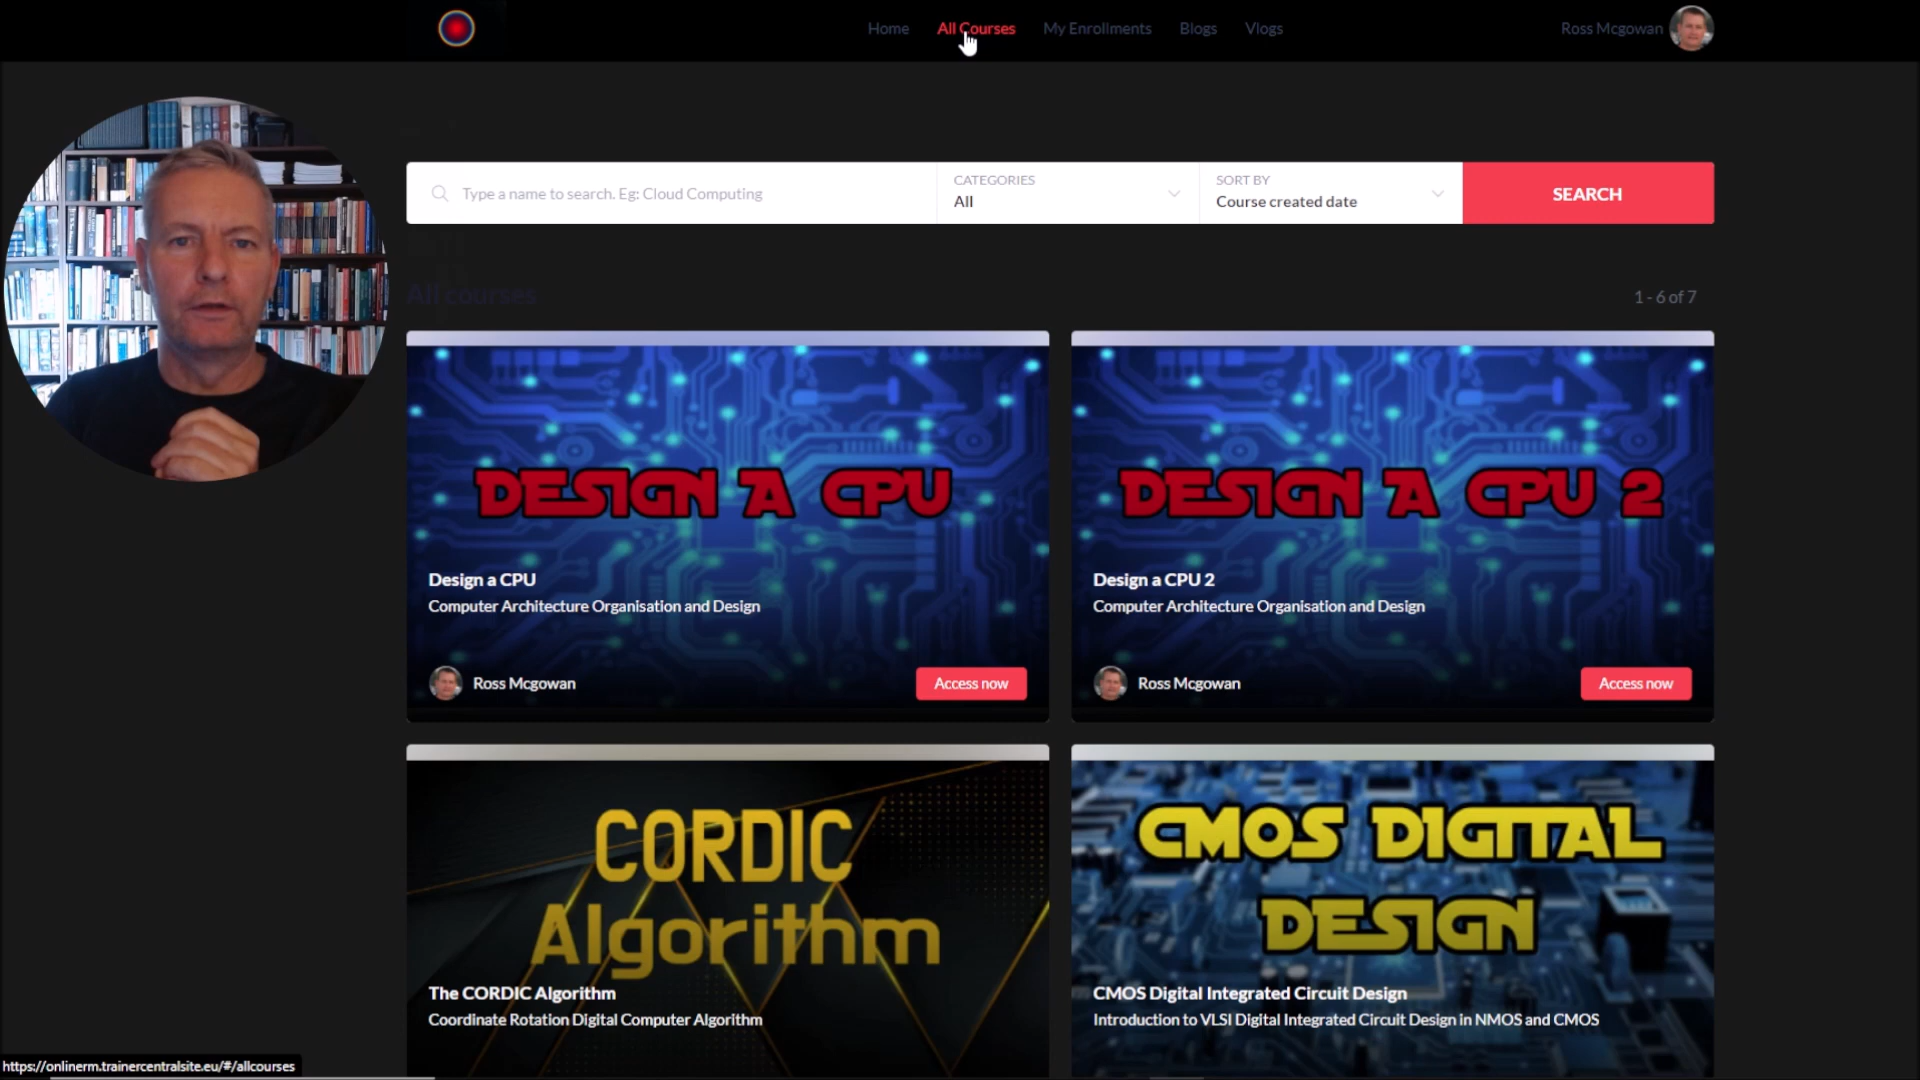 Home All Courses My Enrollments Blogs Vlogs Ross Mcgowan
Type a name to search. Eg: Cloud Computing
CATEGORIES
All
SORT BY
Course created date
SEARCH
All courses
1 - 6 of 7
DESIGN A CPU
Design a CPU
Computer Architecture Organisation and Design
Ross Mcgowan
Access now
DESIGN A CPU 2
Design a CPU 2
Computer Architecture Organisation and Design
Ross Mcgowan
Access now
CORDIC
Algorithm
The CORDIC Algorithm
Coordinate Rotation Digital Computer Algorithm
CMOS DIGITAL
DESIGN
CMOS Digital Integrated Circuit Design
Introduction to VLSI Digital Integrated Circuit Design in NMOS and CMOS
https://onlinerm.trainercentralsite.eu/#/allcourses